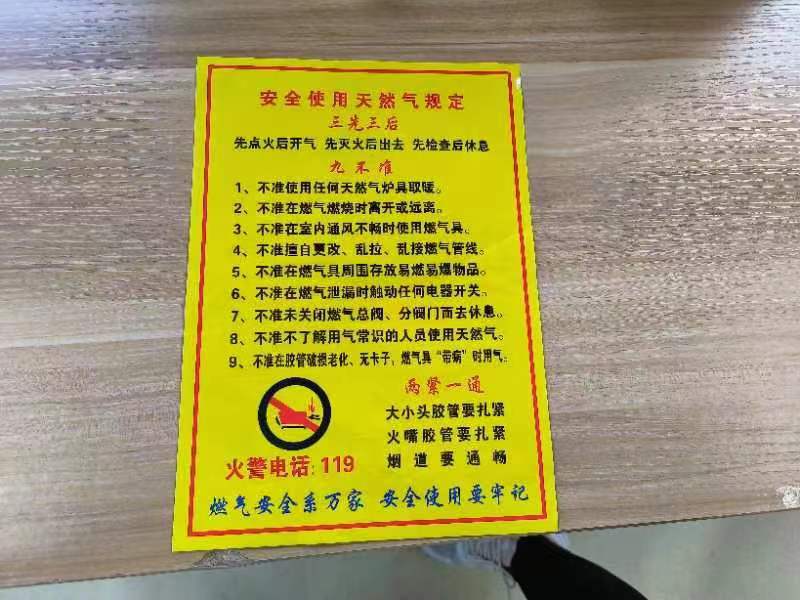 安全使用天然气规定
三先三后
先点火后开气 先灭火后出去 先检查后休息
九不准
1、不准使用任何天然气炉具取暖。
2、不准在燃气燃烧时离开或远离。
3、不准在室内通风不畅时使用燃气具。
4、不准擅自更改、乱拉、乱接燃气管线。
5、不准在燃气具周围存放易燃易爆物品。
6、不准在燃气泄漏时触动任何电器开关。
7、不准未关闭燃气总阀、分阀门而去休息。
8、不准不了解用气常识的人员使用天然气。
9、不准在胶管破损老化、无卡子，燃气具“带病”时用气。
两紧一通
大小头胶管要扎紧
火嘴胶管要扎紧
烟道要通畅
火警电话:119
燃气安全系万家 安全使用要牢记